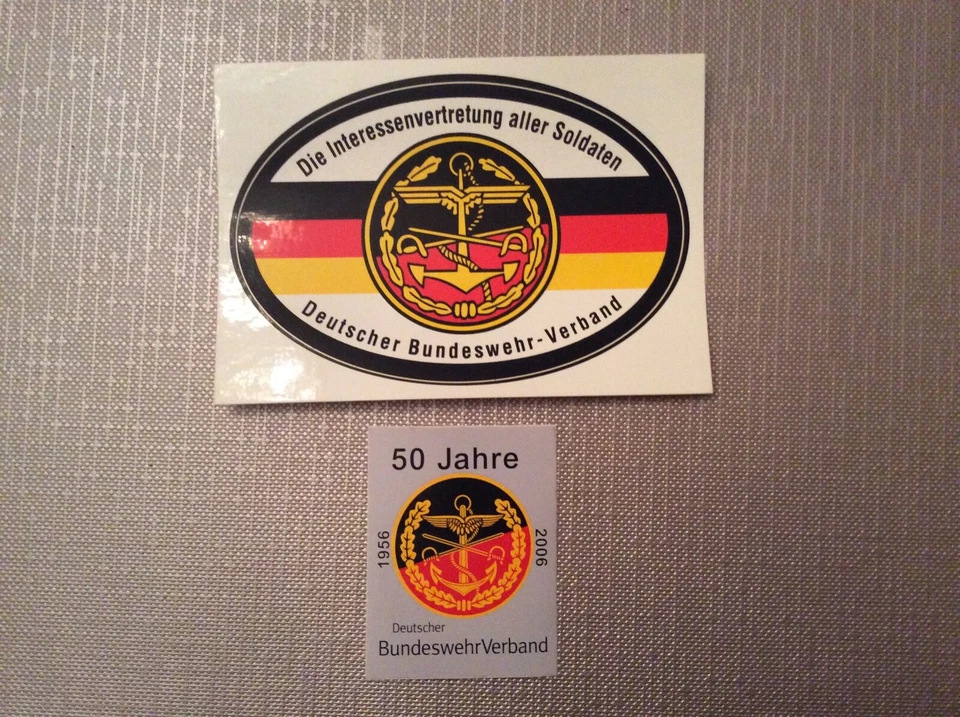 Die Interessenvertretung aller Soldaten
Deutscher Bundeswehr-Verband
50 Jahre
1956
2006
Deutscher
BundeswehrVerband